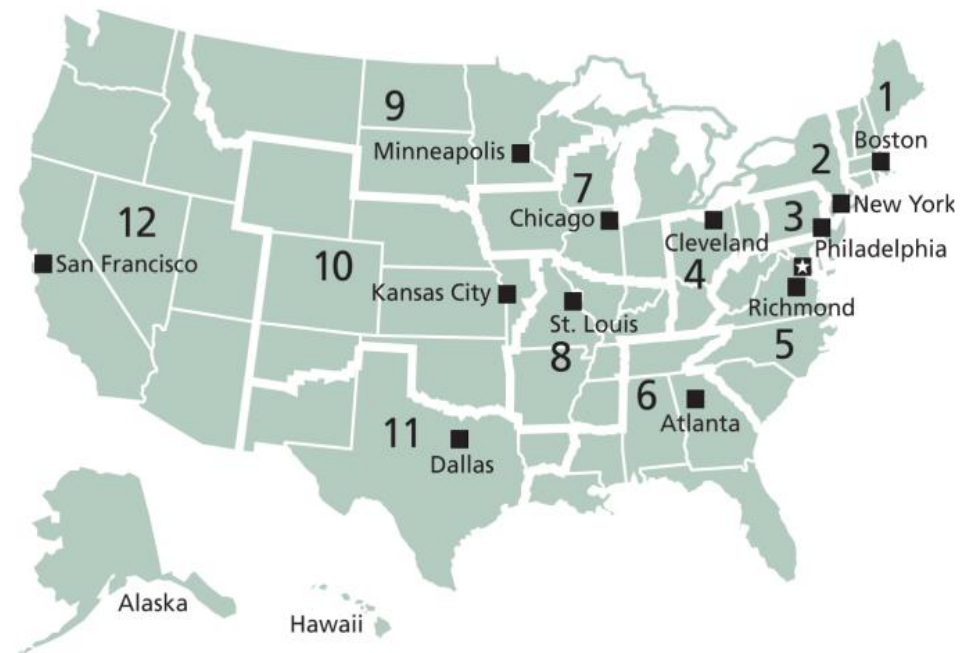 1
Boston
9
2
Minneapolis
7
New York
Chicago
3
12
Cleveland
Philadelphia
San Francisco
10
4
Kansas City
Richmond
St. Louis
5
8
6
Atlanta
11
Dallas
Alaska
Hawaii